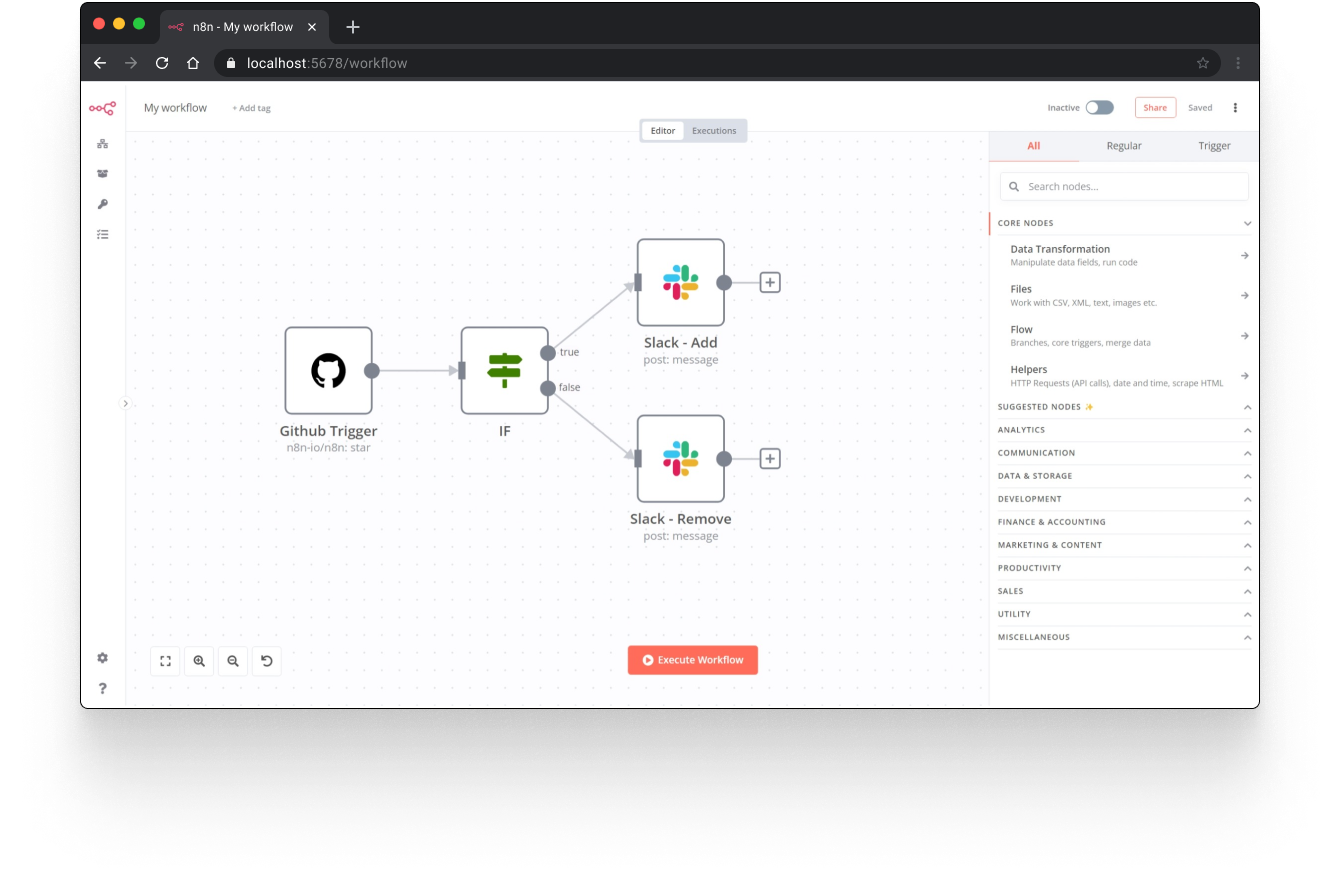 n8n - My workflow
localhost:5678/workflow
My workflow
+ Add tag
Inactive
Share
Saved
Editor
Executions
All
Regular
Trigger
Search nodes...
CORE NODES
Data Transformation
Manipulate data fields, run code
Files
Work with CSV, XML, text, images etc.
Flow
Branches, core triggers, merge data
Helpers
HTTP Requests (API calls), date and time, scrape HTML
SUGGESTED NODES ✨
ANALYTICS
COMMUNICATION
DATA & STORAGE
DEVELOPMENT
FINANCE & ACCOUNTING
MARKETING & CONTENT
PRODUCTIVITY
SALES
UTILITY
MISCELLANEOUS
Github Trigger
n8n-io/n8n: star
IF
true
false
Slack - Add
post: message
Slack - Remove
post: message
Execute Workflow
?